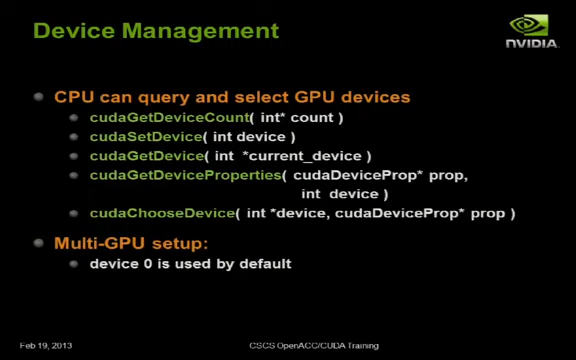 Device Management
NVIDIA.
CPU can query and select GPU devices
cudaGetDeviceCount( int* count )
cudaSetDevice( int device )
cudaGetDevice( int *current_device )
cudaGetDeviceProperties( cudaDeviceProp* prop,
int device )
cudaChooseDevice( int *device, cudaDeviceProp* prop )
Multi-GPU setup:
device 0 is used by default
Feb 19, 2013
CSCS OpenACC/CUDA Training